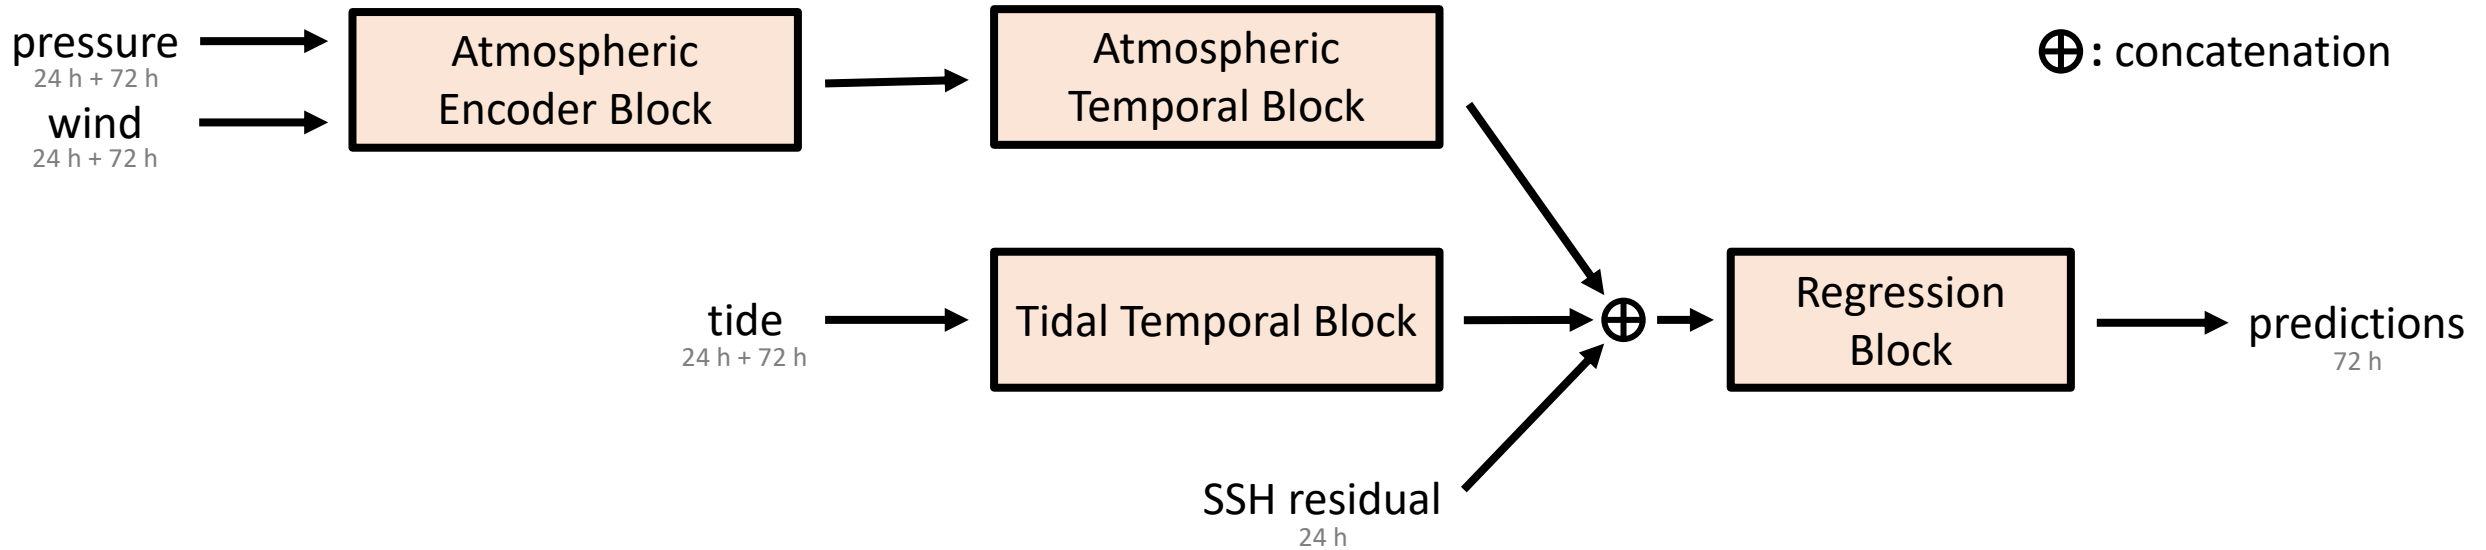 pressure
24 h + 72 h
wind
24 h + 72 h
Atmospheric
Encoder Block
Atmospheric
Temporal Block
⊕ : concatenation
tide
24 h + 72 h
Tidal Temporal Block
SSH residual
24 h
Regression
Block
predictions
72 h